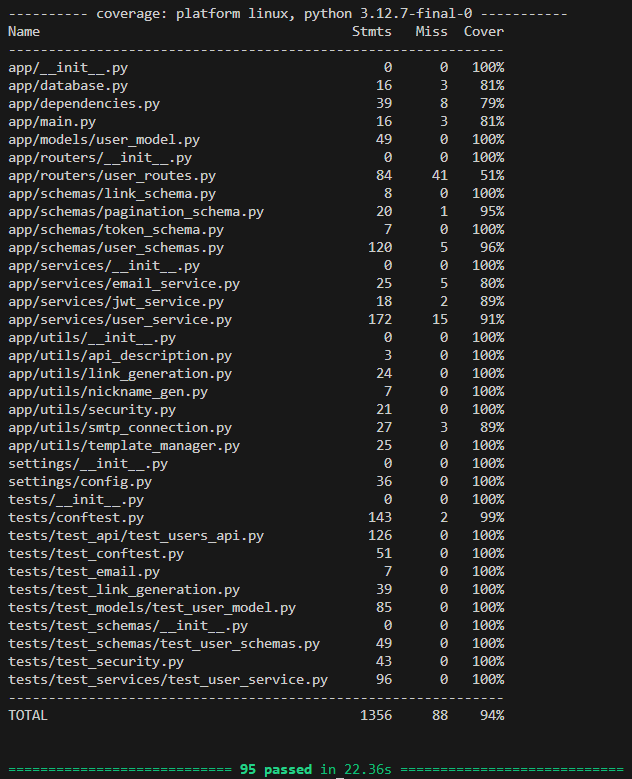 ---------- coverage: platform linux, python 3.12.7-final-0 -----------
Name                                       Stmts   Miss  Cover
--------------------------------------------------------------
app/__init__.py                                0      0   100%
app/database.py                               16      3    81%
app/dependencies.py                           39      8    79%
app/main.py                                   16      3    81%
app/models/user_model.py                      49      0   100%
app/routers/__init__.py                        0      0   100%
app/routers/user_routes.py                    84     41    51%
app/schemas/link_schema.py                     8      0   100%
app/schemas/pagination_schema.py              20      1    95%
app/schemas/token_schema.py                    7      0   100%
app/schemas/user_schemas.py                  120      5    96%
app/services/__init__.py                       0      0   100%
app/services/email_service.py                 25      5    80%
app/services/jwt_service.py                   18      2    89%
app/services/user_service.py                 172     15    91%
app/utils/__init__.py                          0      0   100%
app/utils/api_description.py                   3      0   100%
app/utils/link_generation.py                  24      0   100%
app/utils/nickname_gen.py                      7      0   100%
app/utils/security.py                         21      0   100%
app/utils/smtp_connection.py                  27      3    89%
app/utils/template_manager.py                 25      0   100%
settings/__init__.py                           0      0   100%
settings/config.py                            36      0   100%
tests/__init__.py                              0      0   100%
tests/conftest.py                            143      2    99%
tests/test_api/test_users_api.py             126      0   100%
tests/test_conftest.py                        51      0   100%
tests/test_email.py                            7      0   100%
tests/test_link_generation.py                 39      0   100%
tests/test_models/test_user_model.py          85      0   100%
tests/test_schemas/__init__.py                 0      0   100%
tests/test_schemas/test_user_schemas.py       49      0   100%
tests/test_security.py                        43      0   100%
tests/test_services/test_user_service.py      96      0   100%
--------------------------------------------------------------
TOTAL                                       1356     88    94%
============================ 95 passed in 22.36s ============================